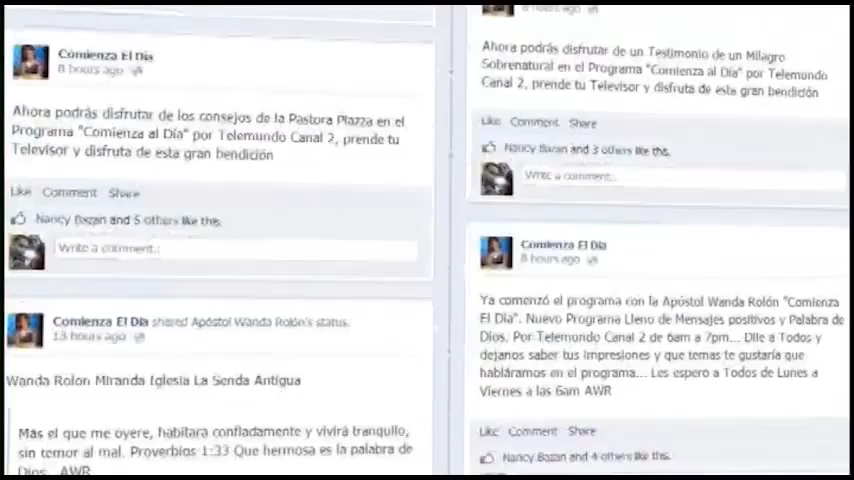 Comienza El Día
8 hours ago
Ahora podrás disfrutar de los consejos de la Pastora Plazza en el
Programa "Comienza al Día" por Telemundo Canal 2, prende tu
Televisor y disfruta de esta gran bendición
Like Comment Share
Nancy Bazan and 5 others like this.
Write a comment...
Comienza El Día shared Apóstol Wanda Rolón's status.
13 hours ago
Wanda Rolon Miranda Iglesia La Senda Antigua
Más el que me oyere, habitara confiadamente y vivirá tranquilo,
sin temor al mal. Proverbios 1:33 Que hermosa es la palabra de
Dios. AWR
8 hours ago
Ahora podrás disfrutar de un Testimonio de un Milagro
Sobrenatural en el Programa "Comienza al Día" por Telemundo
Canal 2, prende tu Televisor y disfruta de esta gran bendición
Like Comment Share
Nancy Bazan and 3 others like this.
Write a comment...
Comienza El Día
8 hours ago
Ya comenzó el programa con la Apóstol Wanda Rolón "Comienza
El Día". Nuevo Programa Lleno de Mensajes positivos y Palabra de
Dios. Por Telemundo Canal 2 de 6am a 7pm... Dile a Todos y
dejanos saber tus impresiones y que temas te gustaría que
habláramos en el programa... Les espero a Todos de Lunes a
Viernes a las 6am AWR
Like Comment Share
Nancy Bazan and 4 others like this.